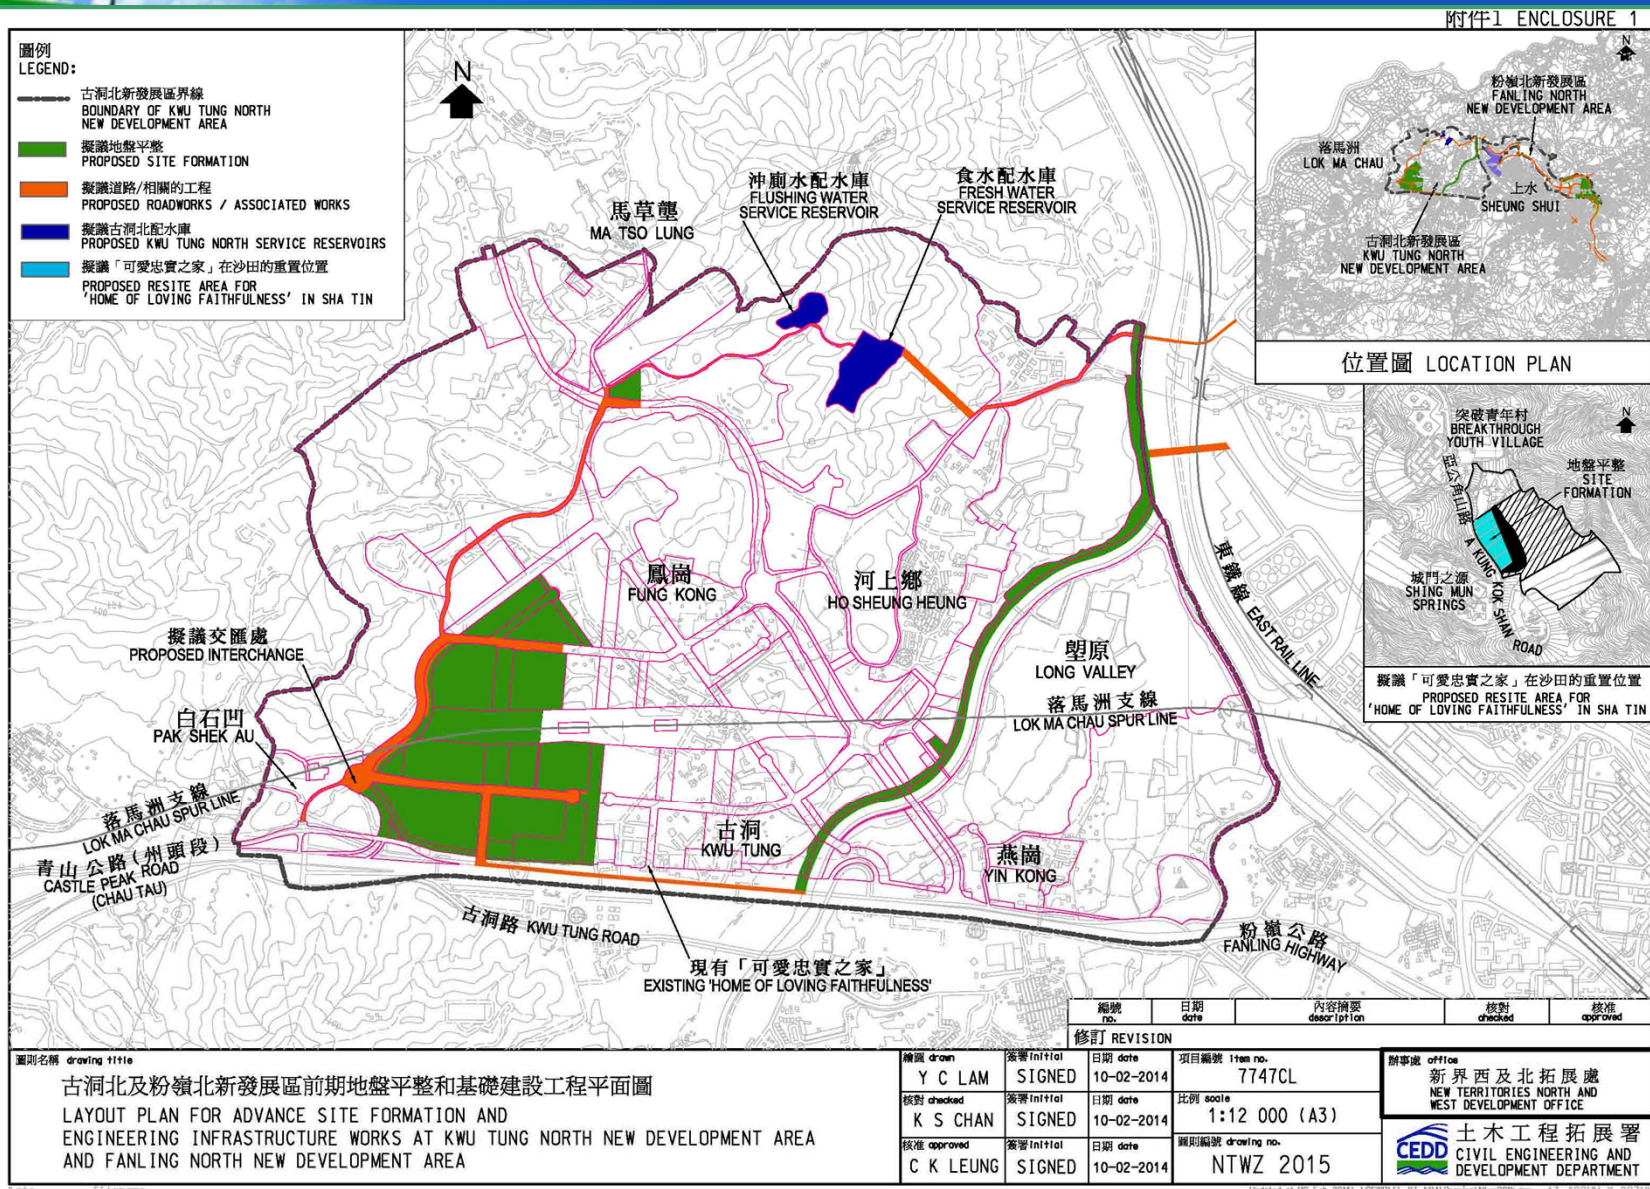 附件1 ENCLOSURE 1
圖例
LEGEND:
古洞北新發展區界線
BOUNDARY OF KWU TUNG NORTH
NEW DEVELOPMENT AREA
擬議地盤平整
PROPOSED SITE FORMATION
擬議道路/相關的工程
PROPOSED ROADWORKS / ASSOCIATED WORKS
擬議古洞北配水庫
PROPOSED KWU TUNG NORTH SERVICE RESERVOIRS
擬議「可愛忠實之家」在沙田的重置位置
PROPOSED RESITE AREA FOR
'HOME OF LOVING FAITHFULNESS' IN SHA TIN
N
馬草壟
MA TSO LUNG
沖廁水配水庫
FLUSHING WATER
SERVICE RESERVOIR
食水配水庫
FRESH WATER
SERVICE RESERVOIR
N
粉嶺北新發展區
FANLING NORTH
NEW DEVELOPMENT AREA
落馬洲
LOK MA CHAU
上水
SHEUNG SHUI
古洞北新發展區
KWU TUNG NORTH
NEW DEVELOPMENT AREA
位置圖 LOCATION PLAN
突破青年村
BREAKTHROUGH
YOUTH VILLAGE
N
地盤平整
SITE
FORMATION
亞公角山路
A KUNG KOK SHAN ROAD
城門之源
SHING MUN
SPRINGS
擬議「可愛忠實之家」在沙田的重置位置
PROPOSED RESITE AREA FOR
'HOME OF LOVING FAITHFULNESS' IN SHA TIN
鳳崗
FUNG KONG
河上鄉
HO SHEUNG HEUNG
東鐵線 EAST RAIL LINE
塱原
LONG VALLEY
落馬洲支線
LOK MA CHAU SPUR LINE
擬議交匯處
PROPOSED INTERCHANGE
白石凹
PAK SHEK AU
落馬洲支線
LOK MA CHAU SPUR LINE
青山公路(州頭段)
CASTLE PEAK ROAD
(CHAU TAU)
古洞
KWU TUNG
燕崗
YIN KONG
古洞路 KWU TUNG ROAD
粉嶺公路
FANLING HIGHWAY
現有「可愛忠實之家」
EXISTING 'HOME OF LOVING FAITHFULNESS'
編號 no.
日期 date
內容摘要 description
核對 checked
核准 approved
修訂 REVISION
圖則名稱 drawing title
古洞北及粉嶺北新發展區前期地盤平整和基礎建設工程平面圖
LAYOUT PLAN FOR ADVANCE SITE FORMATION AND
ENGINEERING INFRASTRUCTURE WORKS AT KWU TUNG NORTH NEW DEVELOPMENT AREA
AND FANLING NORTH NEW DEVELOPMENT AREA
繪圖 drawn
Y C LAM
簽署 initial
SIGNED
日期 date
10-02-2014
核對 checked
K S CHAN
簽署 initial
SIGNED
日期 date
10-02-2014
核准 approved
C K LEUNG
簽署 initial
SIGNED
日期 date
10-02-2014
項目編號 item no.
7747CL
比例 scale
1:12 000 (A3)
圖則編號 drawing no.
NTWZ 2015
辦事處 office
新界西及北拓展處
NEW TERRITORIES NORTH AND
WEST DEVELOPMENT OFFICE
CEDD
土木工程拓展署
CIVIL ENGINEERING AND
DEVELOPMENT DEPARTMENT